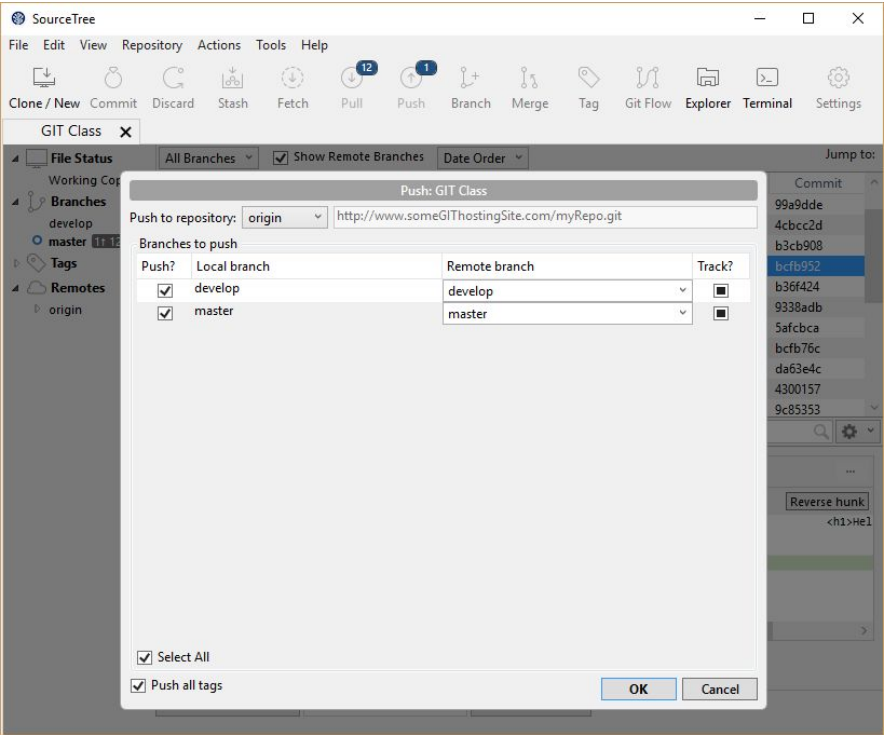 SourceTree
File Edit View Repository Actions Tools Help
12 1
Clone / New Commit Discard Stash Fetch Pull Push Branch Merge Tag Git Flow Explorer Terminal Settings
GIT Class
File Status All Branches Show Remote Branches Date Order Jump to:
Working Cop
Branches
develop
master 1↑ 12
Tags
Remotes
origin
Push: GIT Class
Push to repository: origin http://www.someGIThostingSite.com/myRepo.git
Branches to push
Push? Local branch Remote branch Track?
develop develop
master master
Select All
Push all tags
OK Cancel
Commit
99a9dde
4cbcc2d
b3cb908
bcfb952
b36f424
9338adb
5afcbca
bcfb76c
da63e4c
4300157
9c85353
...
Reverse hunk
<h1>Hel